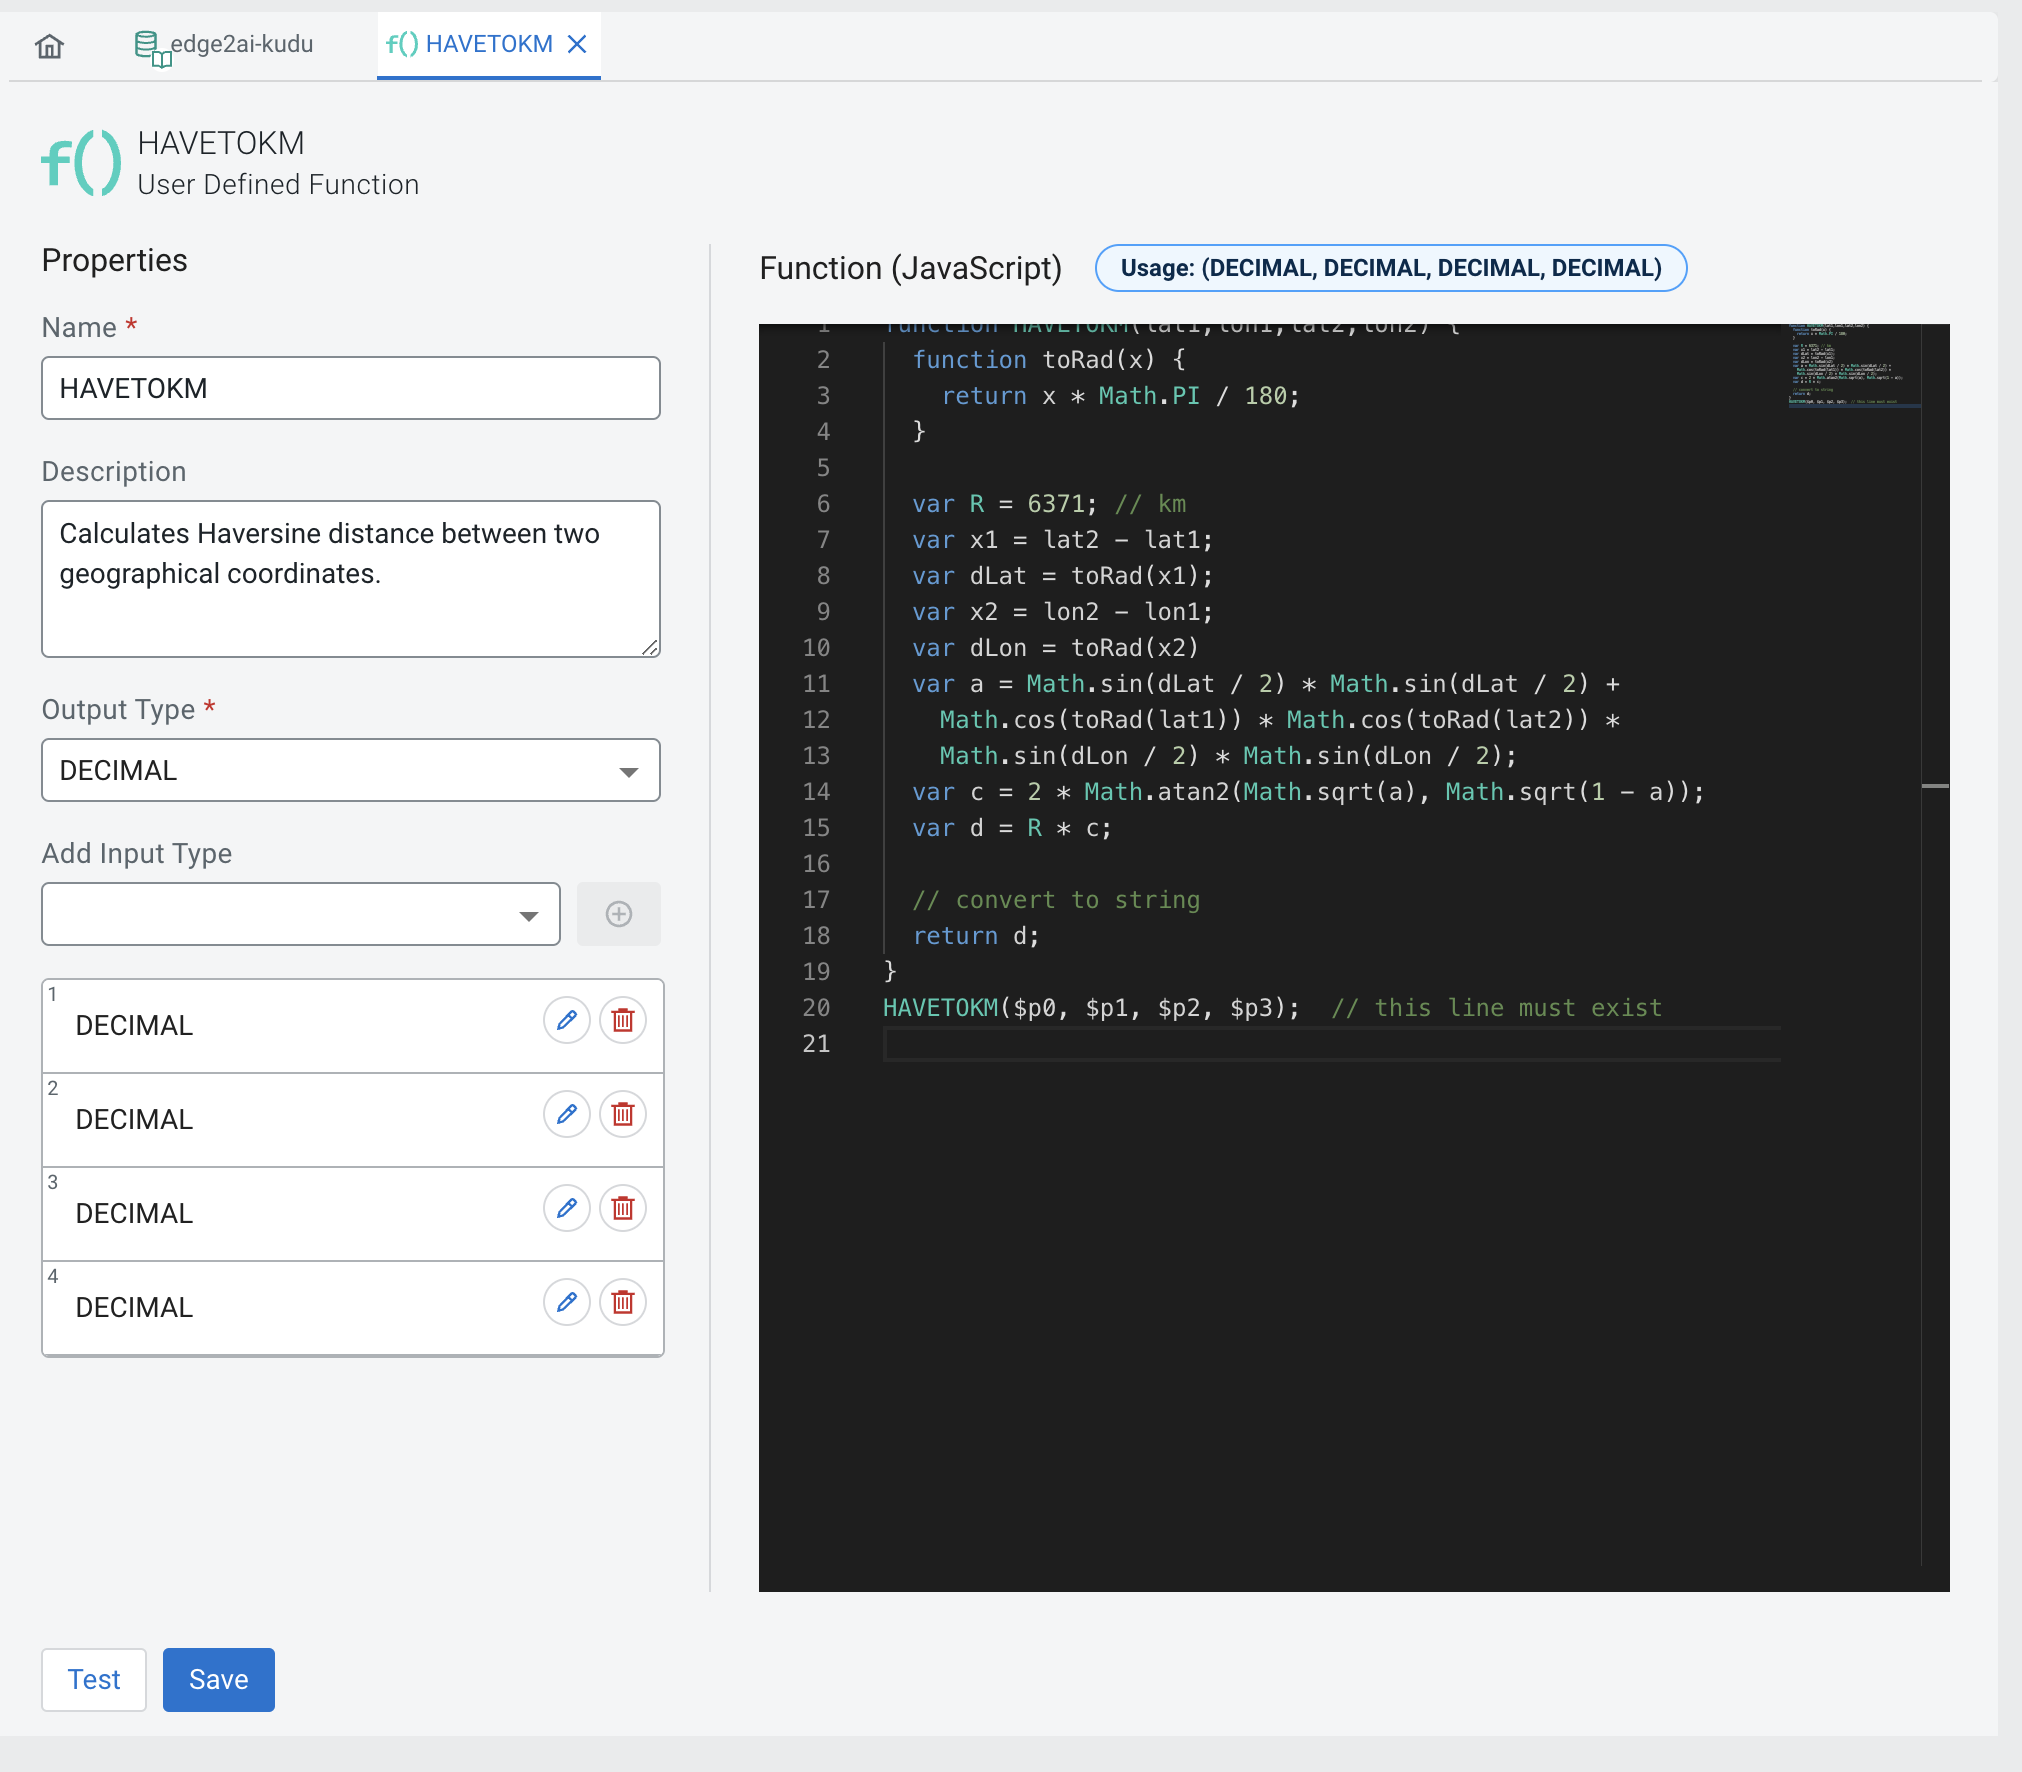 edge2ai-kudu
f() HAVETOKM
f() HAVETOKM
User Defined Function
Properties
Name *
HAVETOKM
Description
Calculates Haversine distance between two
geographical coordinates.
Output Type *
DECIMAL
Add Input Type
1
DECIMAL
2
DECIMAL
3
DECIMAL
4
DECIMAL
Test
Save
Function (JavaScript)
Usage: (DECIMAL, DECIMAL, DECIMAL, DECIMAL)
1 function HAVETOKM(lat1,lon1,lat2,lon2) {
2   function toRad(x) {
3     return x * Math.PI / 180;
4   }
5
6   var R = 6371; // km
7   var x1 = lat2 - lat1;
8   var dLat = toRad(x1);
9   var x2 = lon2 - lon1;
10   var dLon = toRad(x2)
11   var a = Math.sin(dLat / 2) * Math.sin(dLat / 2) +
12     Math.cos(toRad(lat1)) * Math.cos(toRad(lat2)) *
13     Math.sin(dLon / 2) * Math.sin(dLon / 2);
14   var c = 2 * Math.atan2(Math.sqrt(a), Math.sqrt(1 - a));
15   var d = R * c;
16
17   // convert to string
18   return d;
19 }
20 HAVETOKM($p0, $p1, $p2, $p3);  // this line must exist
21